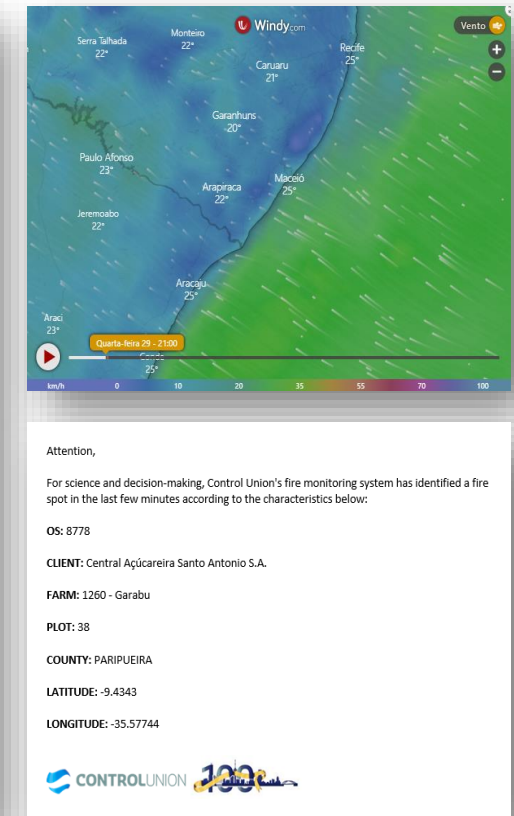 Windy.com
Vento
+
−
Serra Talhada
22°
Monteiro
22°
Recife
25°
Caruaru
21°
Garanhuns
20°
Paulo Afonso
23°
Arapiraca
22°
Maceió
25°
Jeremoabo
22°
Aracaju
25°
Araci
23°
Quarta-feira 29 - 21:00
Conde
25°
km/h 0 10 20 35 55 70 100
Attention,
For science and decision-making, Control Union's fire monitoring system has identified a fire
spot in the last few minutes according to the characteristics below:
OS: 8778
CLIENT: Central Açúcareira Santo Antonio S.A.
FARM: 1260 - Garabu
PLOT: 38
COUNTY: PARIPUEIRA
LATITUDE: -9.4343
LONGITUDE: -35.57744
CONTROLUNION 100